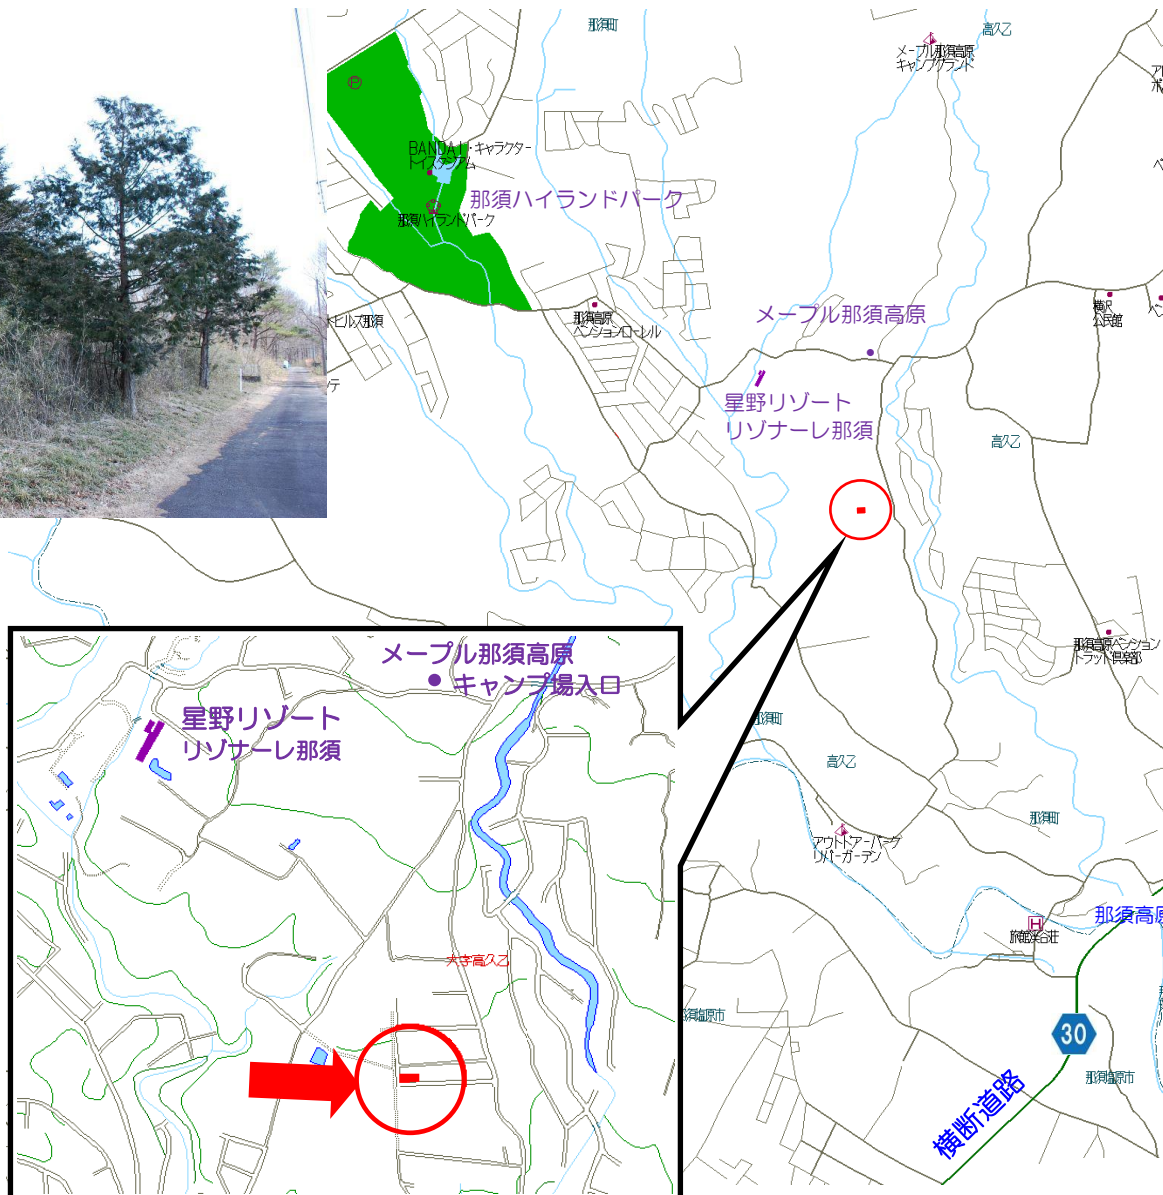 那須町
高久乙
メープル那須高原
キャンプグランド
BANDAI・キャラクター
トイスタジアム
那須ハイランドパーク
那須ハイランドパーク
P
那須高原
ペンションローレル
ヒルズ那須
メープル那須高原
星野リゾート
リゾナーレ那須
横沢
公民館
高久乙
那須高原ペンション
トラット倶楽部
那須町
高久乙
アウトドアーパーク
リバーガーデン
那須町
H
那須高原
那須塩原市
30
那須塩原市
横断道路
メープル那須高原
キャンプ場入口
星野リゾート
リゾナーレ那須
大字高久乙